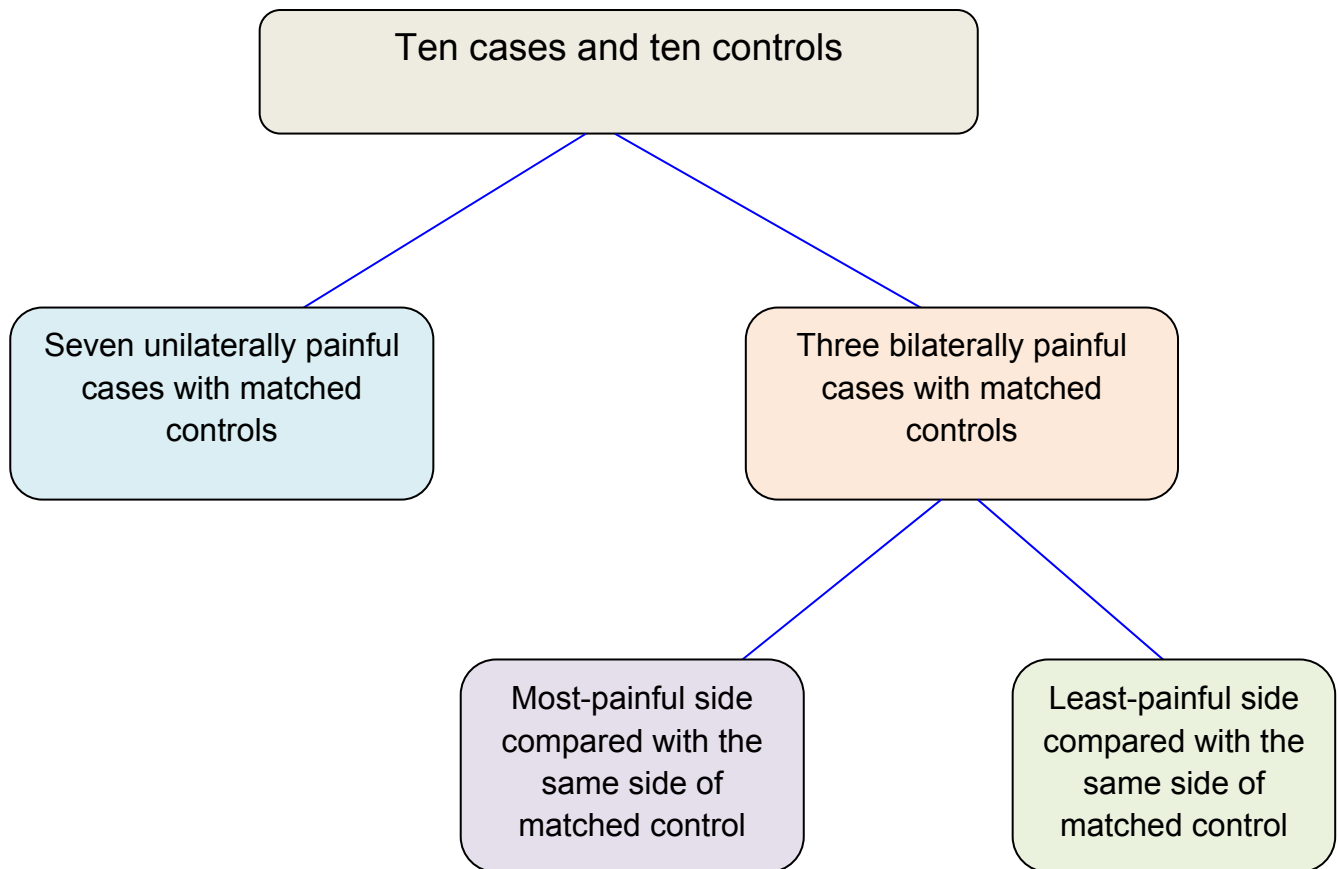 Ten cases and ten controls
Seven unilaterally painful
cases with matched
controls
Three bilaterally painful
cases with matched
controls
Most-painful side
compared with the
same side of
matched control
Least-painful side
compared with the
same side of
matched control